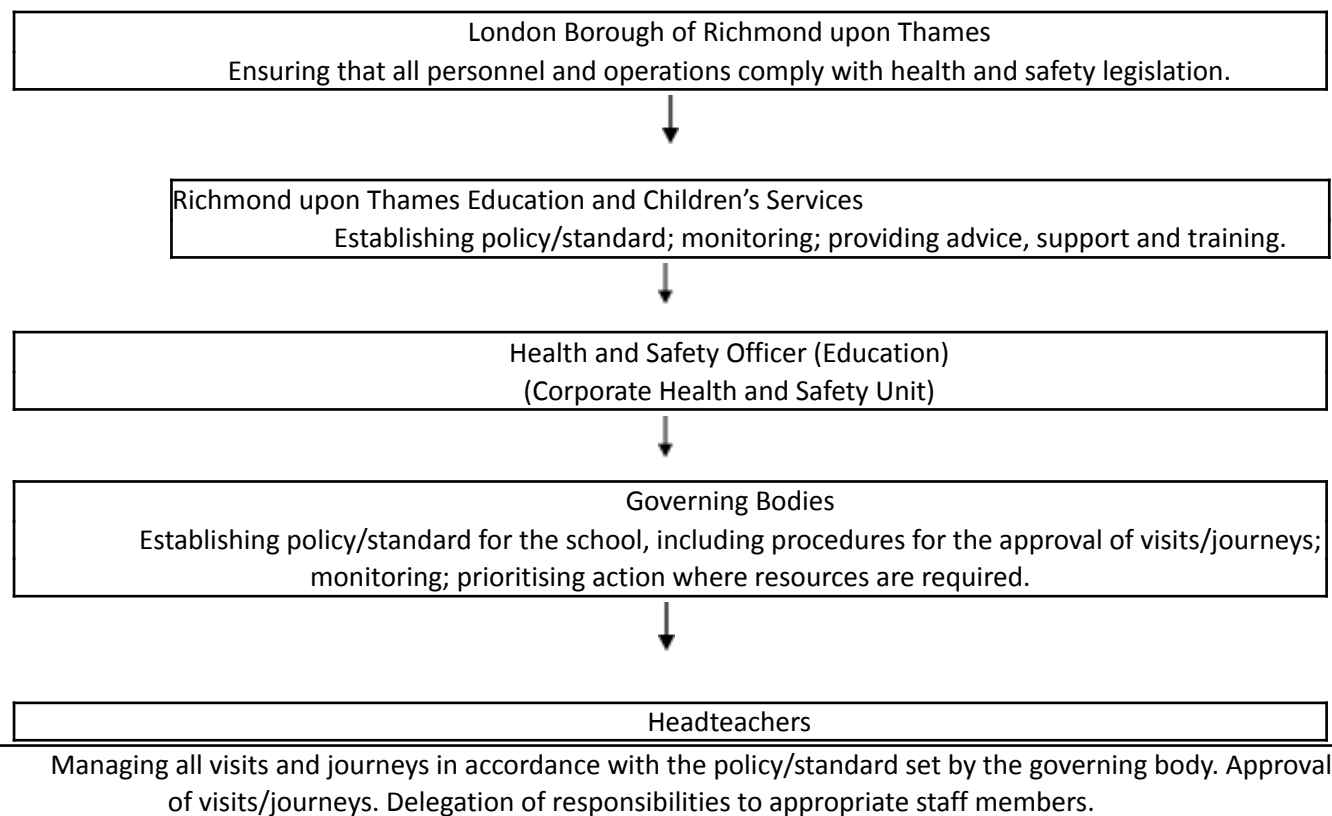 London Borough of Richmond upon Thames
Ensuring that all personnel and operations comply with health and safety legislation.
Richmond upon Thames Education and Children’s Services
Establishing policy/standard; monitoring; providing advice, support and training.
Health and Safety Officer (Education)
(Corporate Health and Safety Unit)
Governing Bodies
Establishing policy/standard for the school, including procedures for the approval of visits/journeys;
monitoring; prioritising action where resources are required.
Headteachers
Managing all visits and journeys in accordance with the policy/standard set by the governing body. Approval
of visits/journeys. Delegation of responsibilities to appropriate staff members.